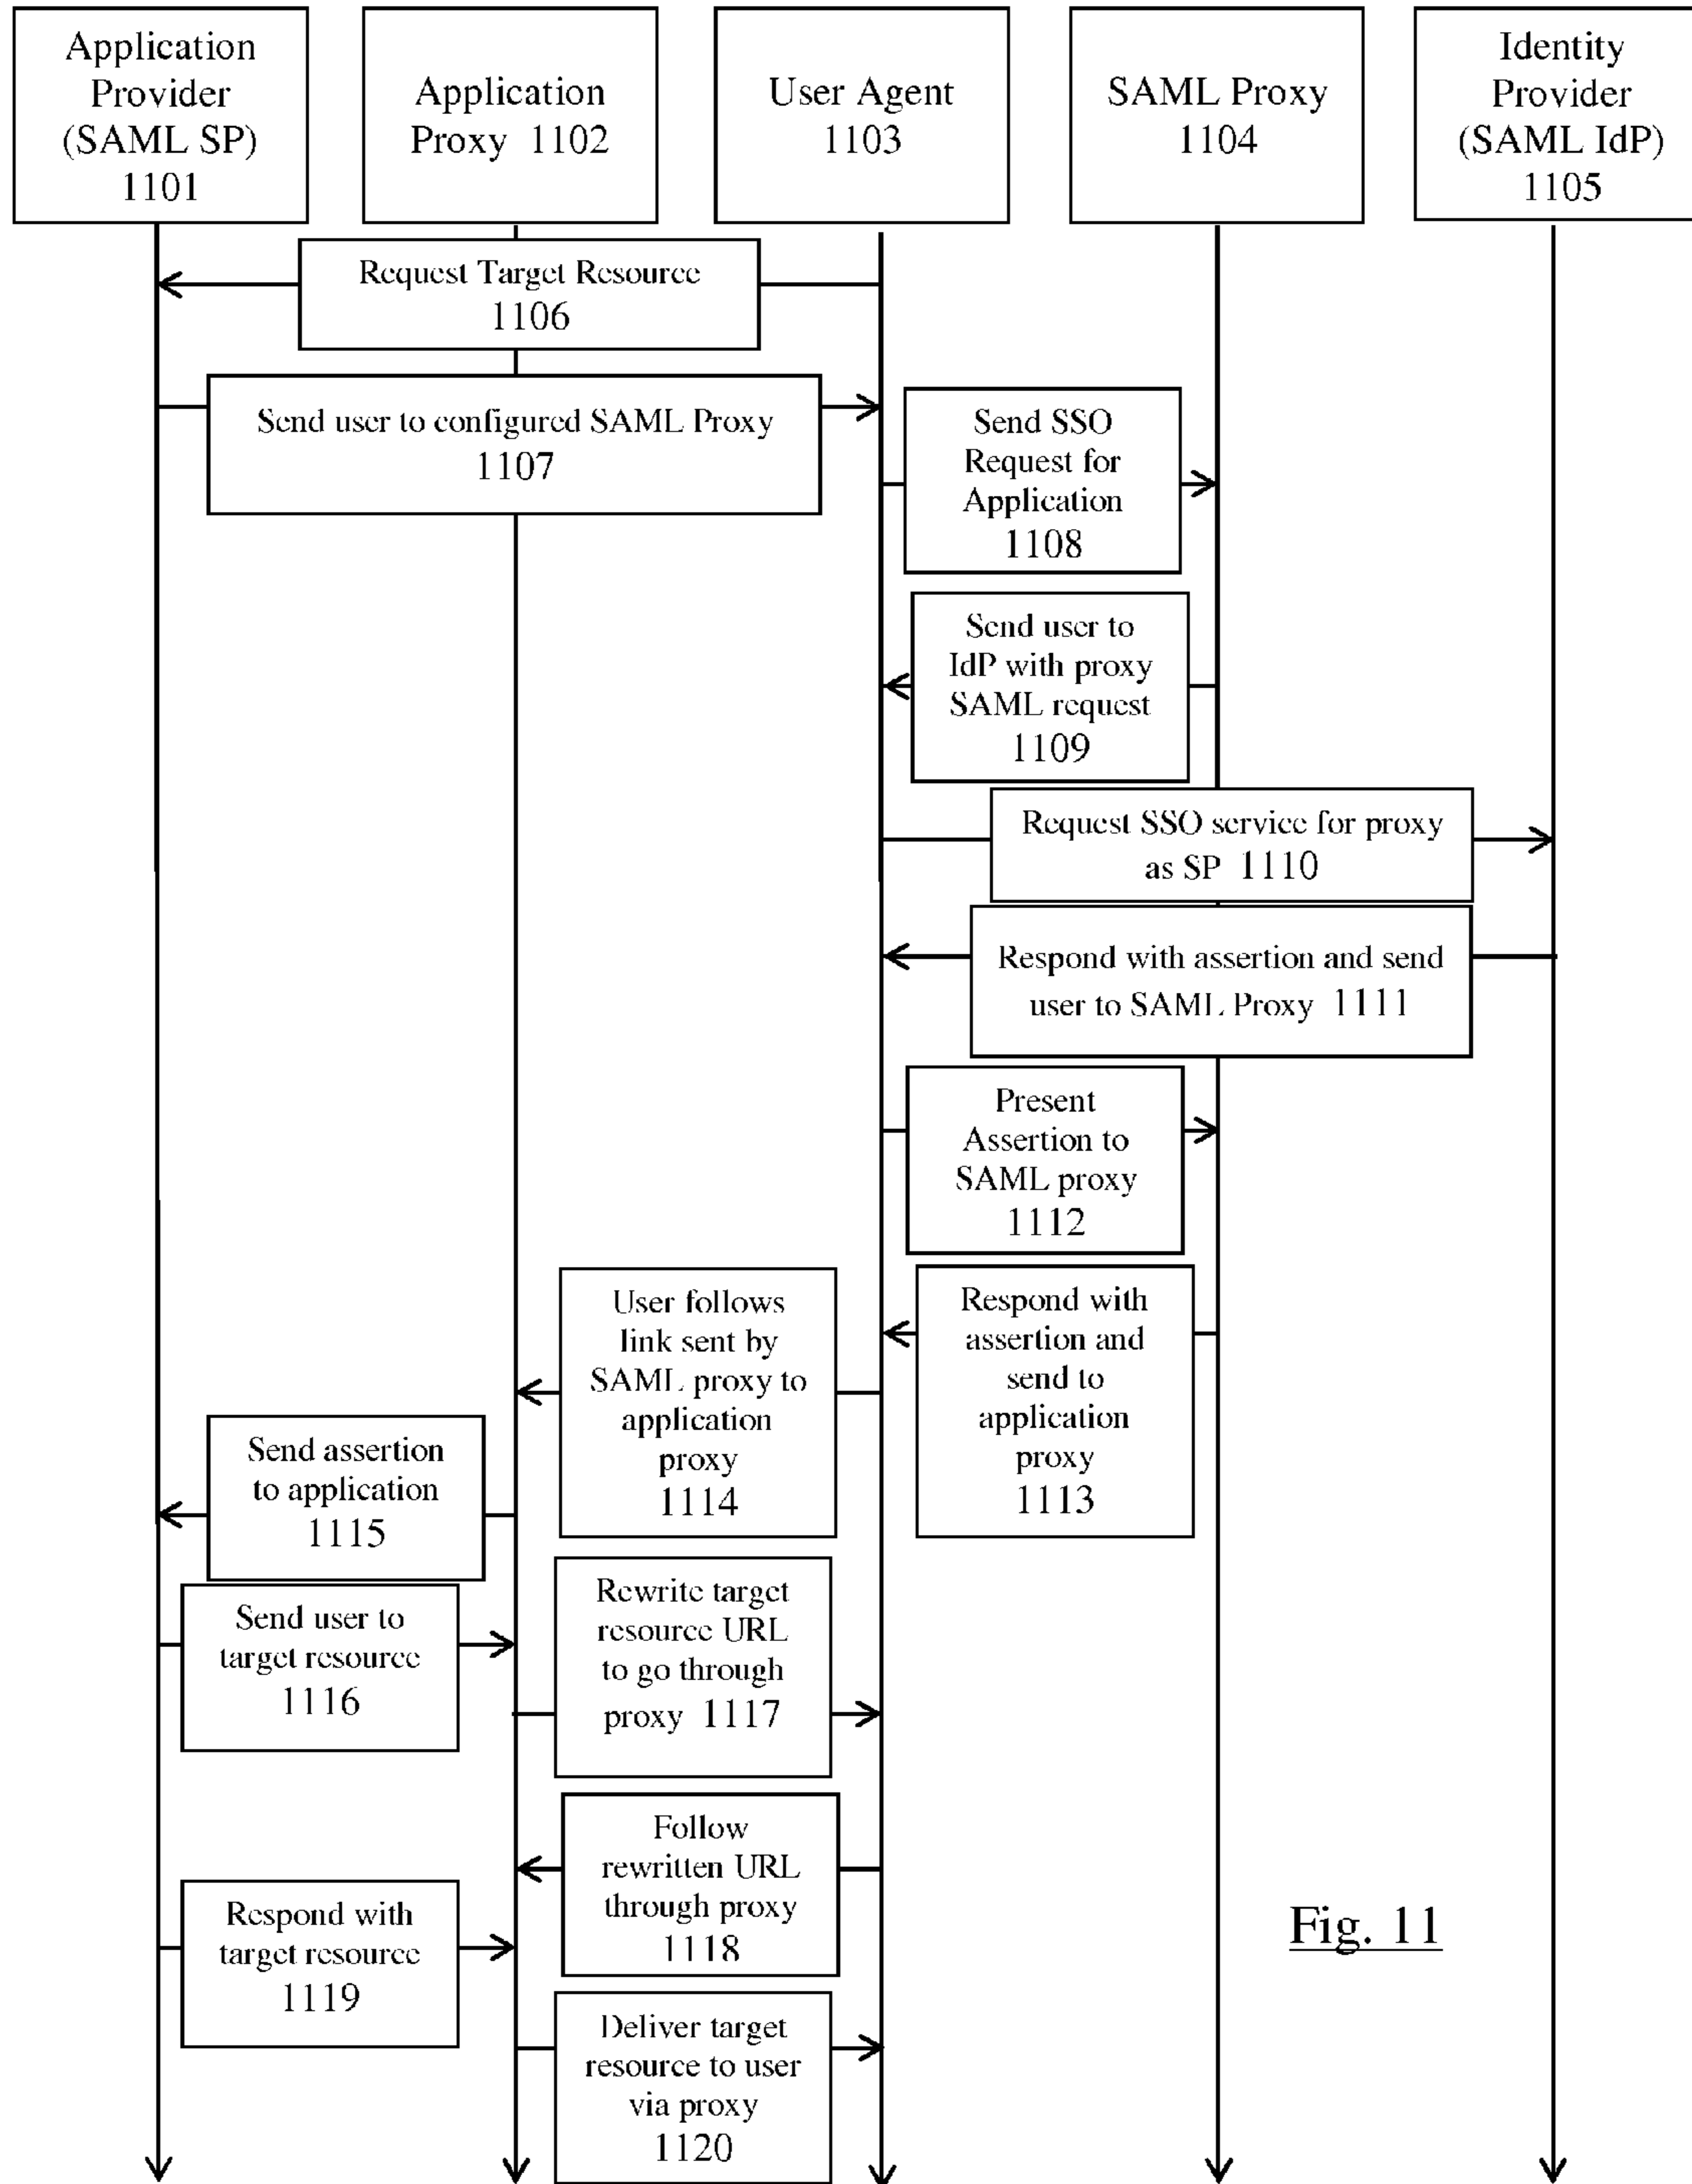 Application
Provider
(SAML SP)
1101
Application
Proxy 1102
User Agent
1103
SAML Proxy
1104
Identity
Provider
(SAML IdP)
1105
Request Target Resource
1106
Send user to configured SAML Proxy
1107
Send SSO
Request for
Application
1108
Send user to
IdP with proxy
SAML request
1109
Request SSO service for proxy
as SP 1110
Respond with assertion and send
user to SAML Proxy 1111
Present
Assertion to
SAML proxy
1112
Respond with
assertion and
send to
application
proxy
1113
User follows
link sent by
SAML proxy to
application
proxy
1114
Send assertion
to application
1115
Send user to
target resource
1116
Rewrite target
resource URL
to go through
proxy 1117
Follow
rewritten URL
through proxy
1118
Respond with
target resource
1119
Deliver target
resource to user
via proxy
1120
Fig. 11